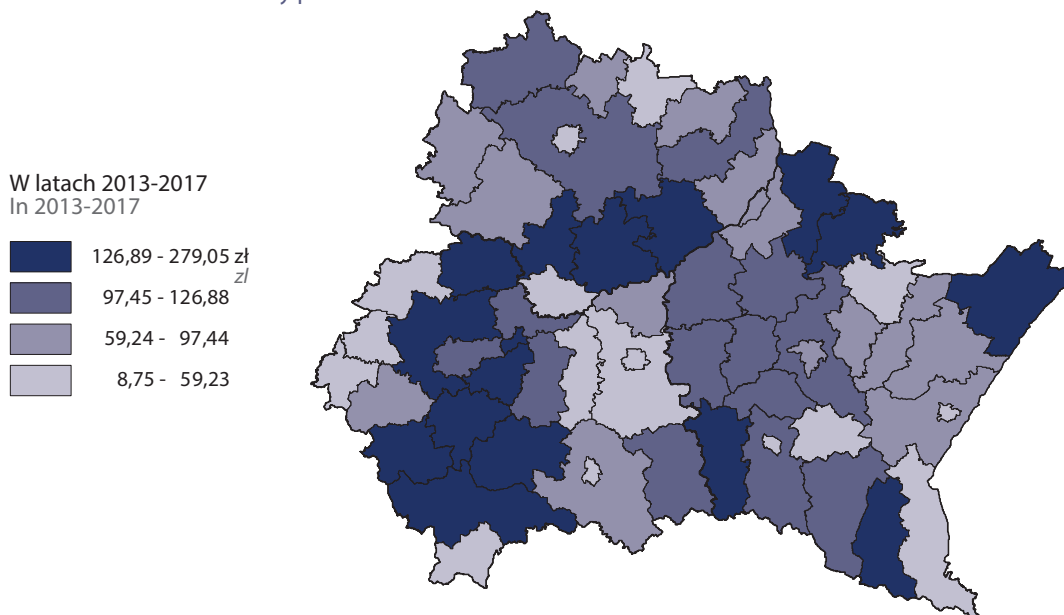 W latach 2013-2017
In 2013-2017
126,89 - 279,05 zł
zl
97,45 - 126,88
59,24 - 97,44
8,75 - 59,23